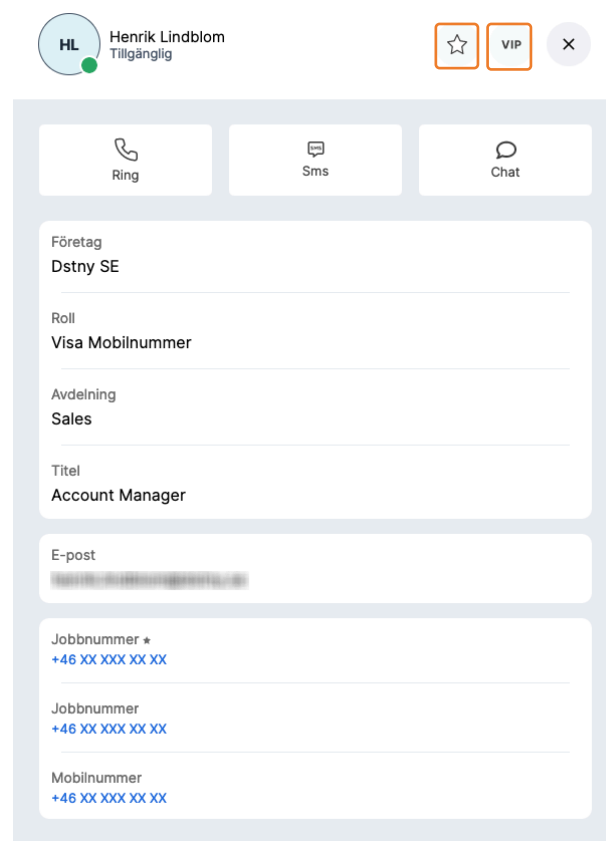 HL
Henrik Lindblom
Tillgänglig
VIP
Ring
SMS
Sms
Chat
Företag
Dstny SE
Roll
Visa Mobilnummer
Avdelning
Sales
Titel
Account Manager
E-post
Jobbnummer ★
+46 XX XXX XX XX
Jobbnummer
+46 XX XXX XX XX
Mobilnummer
+46 XX XXX XX XX